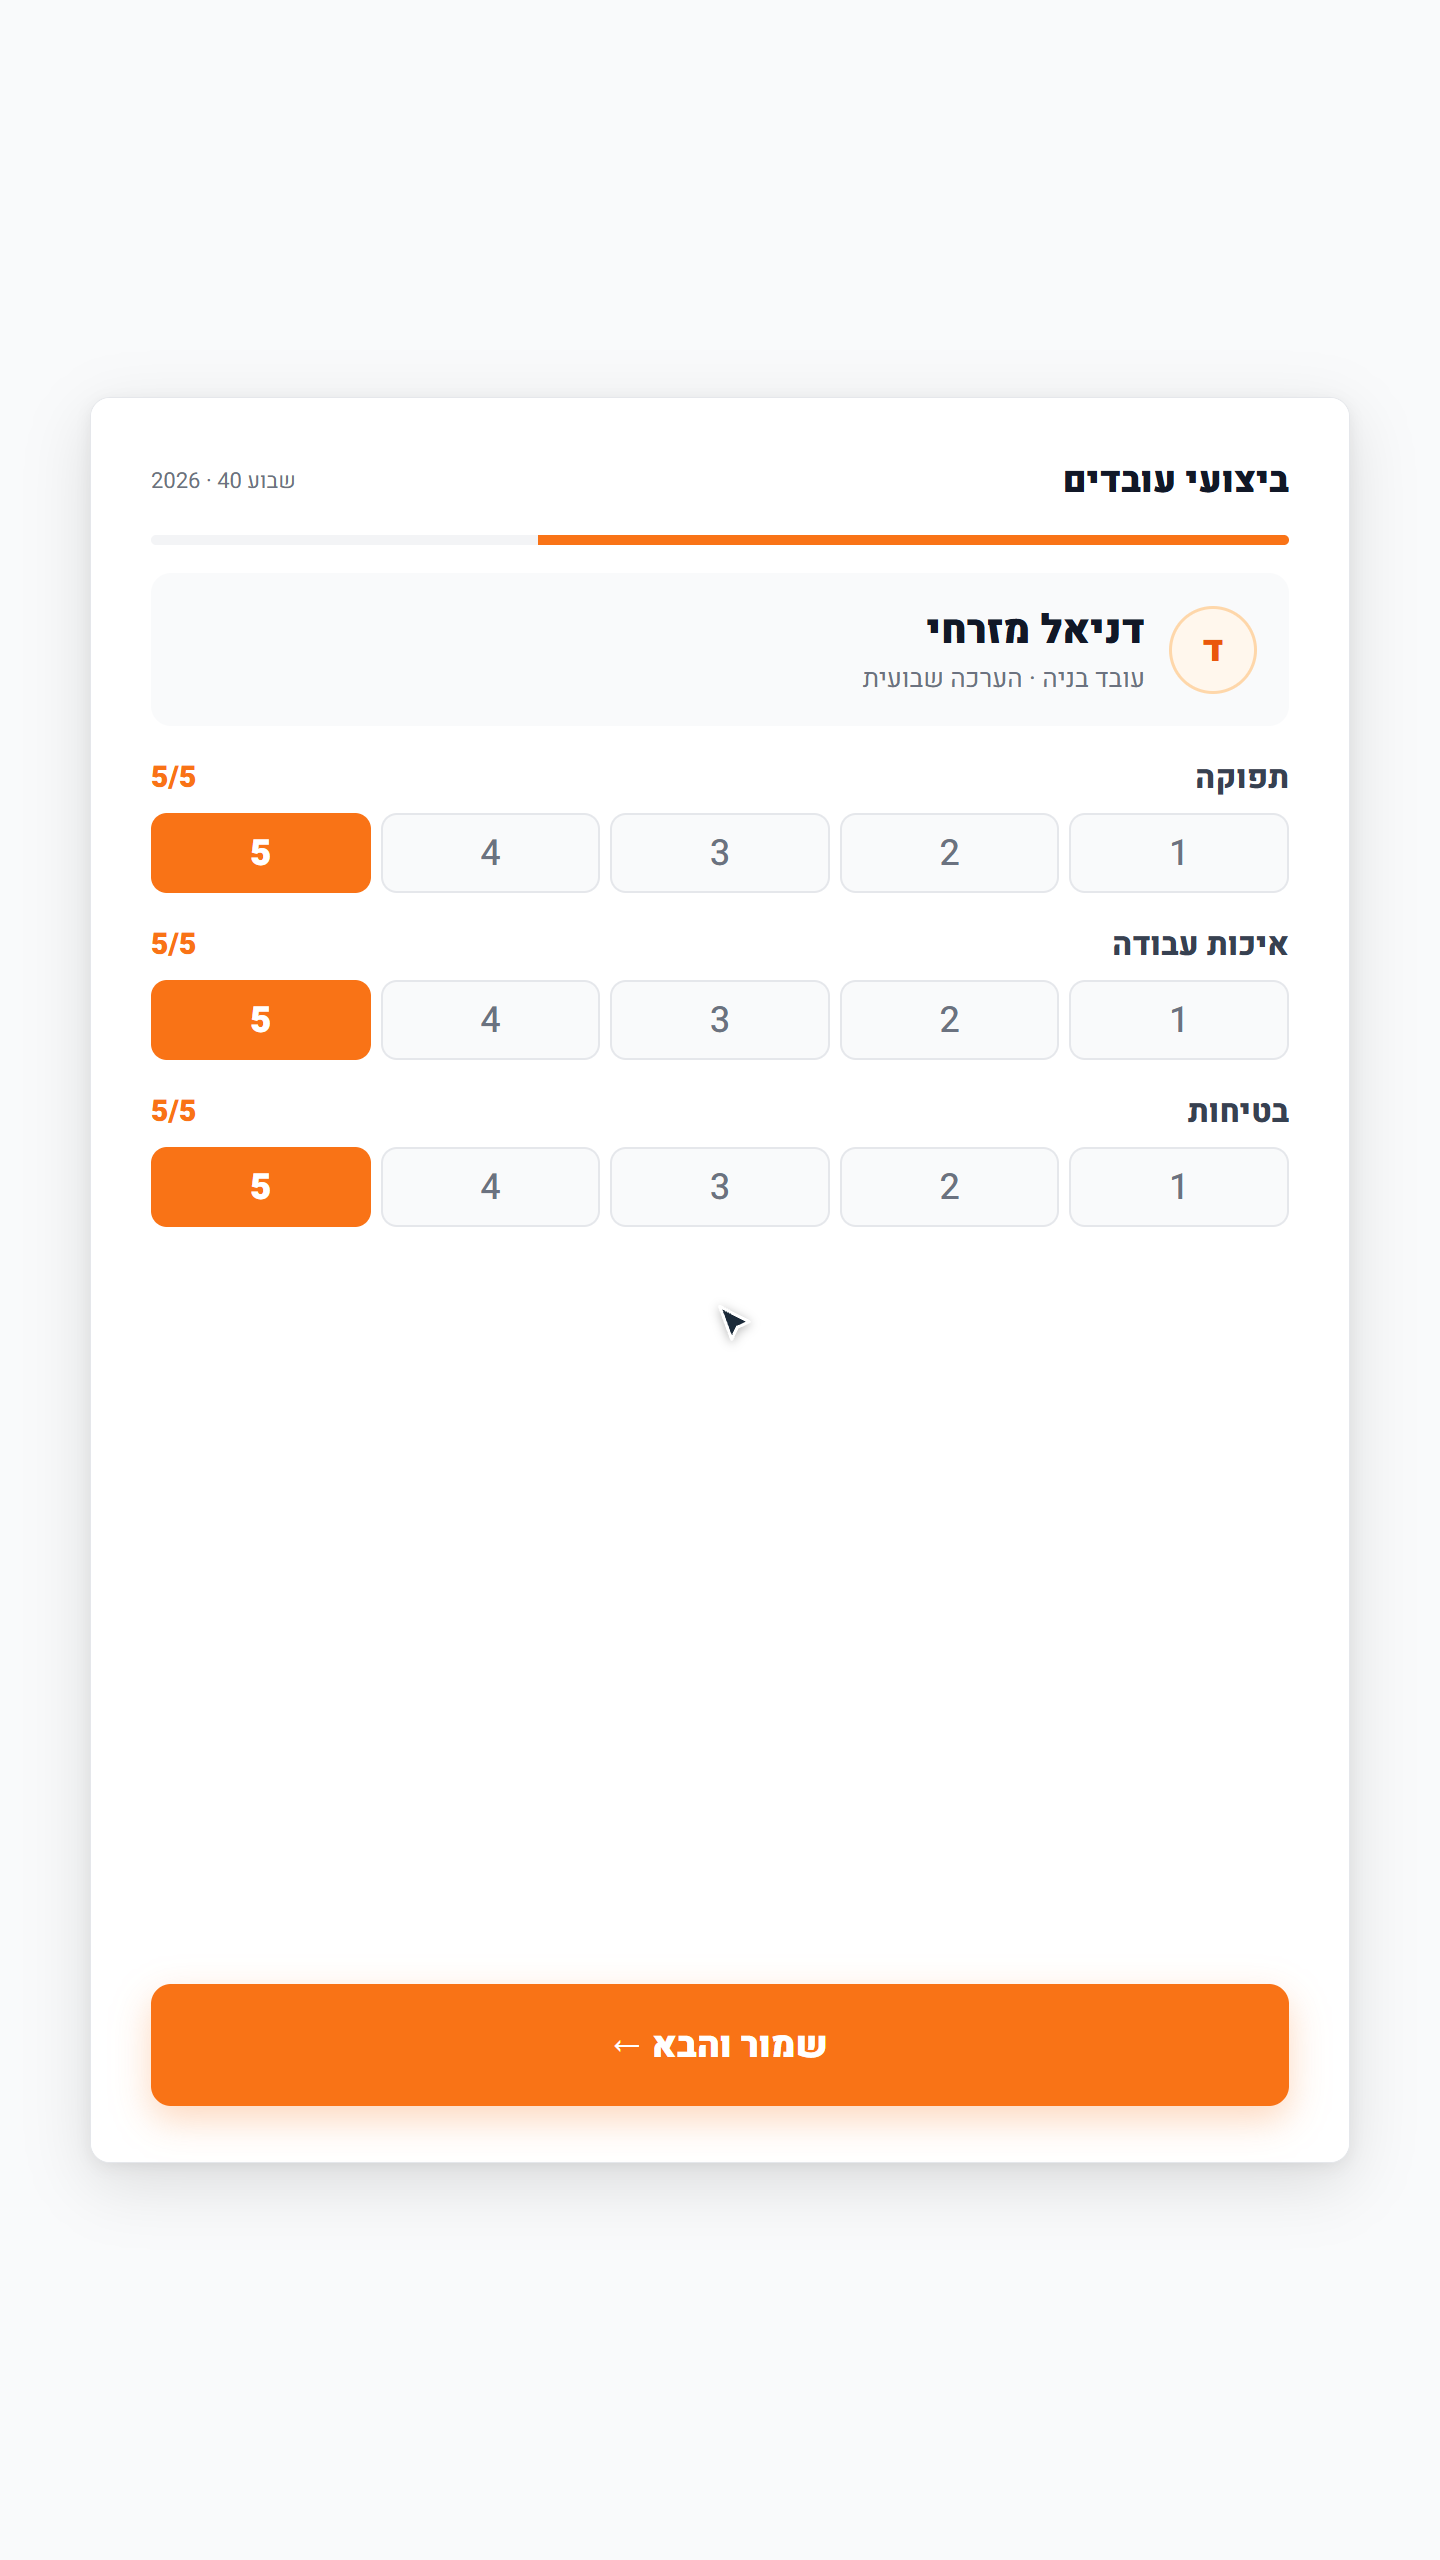 ביצועי עובדים
שבוע 40 · 2026
ד
דניאל מזרחי
עובד בניה · הערכה שבועית
תפוקה
5/5
1 2 3 4 5
איכות עבודה
5/5
1 2 3 4 5
בטיחות
5/5
1 2 3 4 5
שמור והבא ←